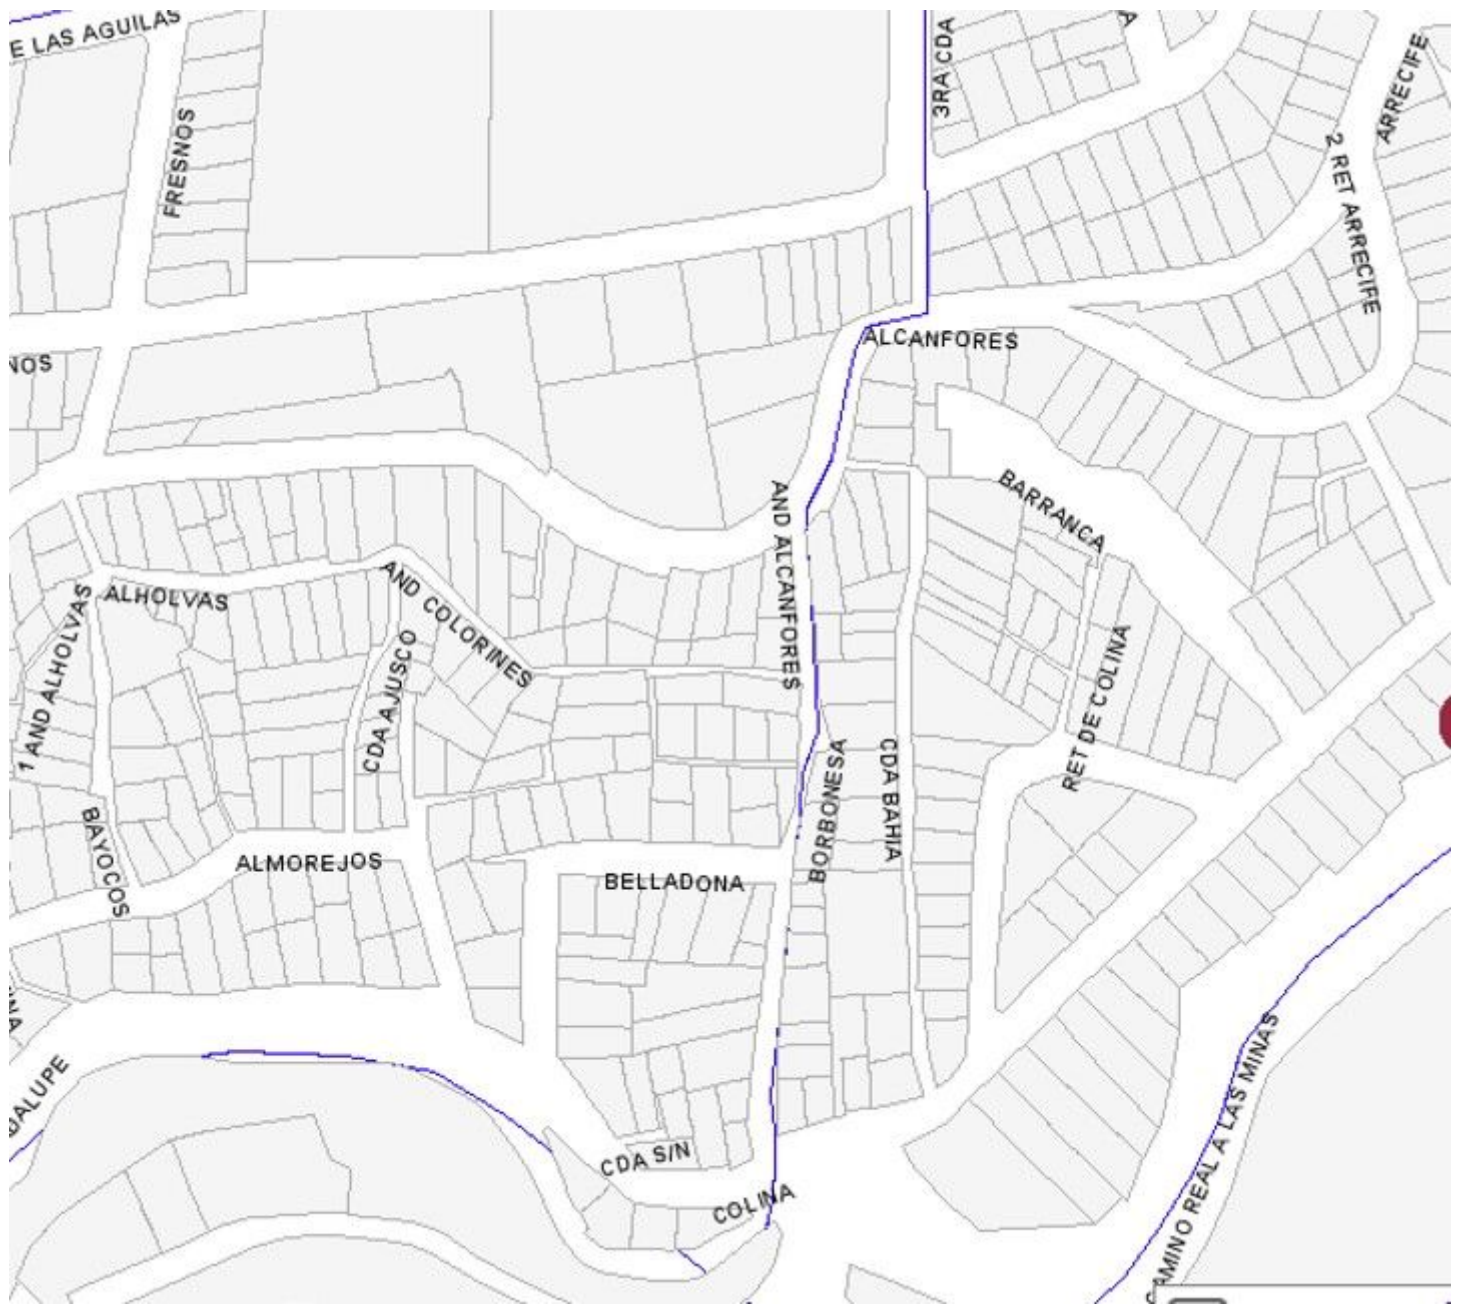 E LAS AGUILAS
3RA CDA
A
ARRECIFE
FRESNOS
2 RET ARRECIFE
ALCANFORES
NOS
BARRANCA
AND ALCANFORES
ALHOLVAS
AND COLORINES
1 AND ALHOLVAS
CDA AJUSCO
RET DE COLINA
BORBONESA
CDA BAHIA
BAYOCOS
ALMOREJOS
BELLADONA
NA
DALUPE
CAMINO REAL A LAS MINAS
CDA S/N
COLINA